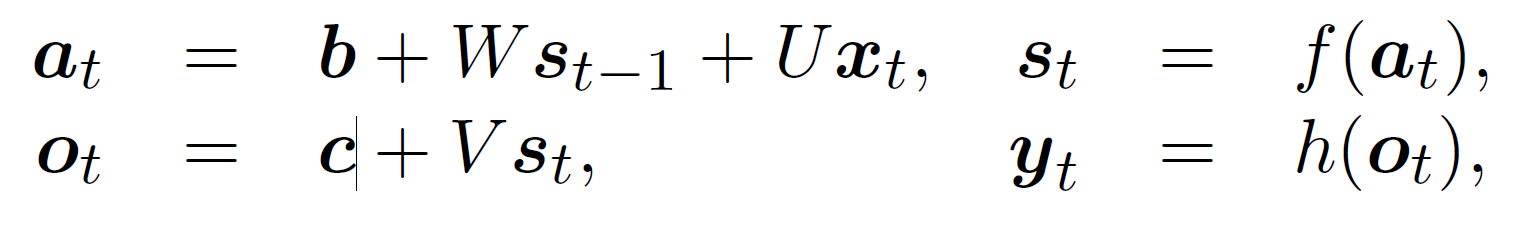 a_t = b + W s_{t−1} + U x_t, s_t = f(a_t),
o_t = c + V s_t, y_t = h(o_t),